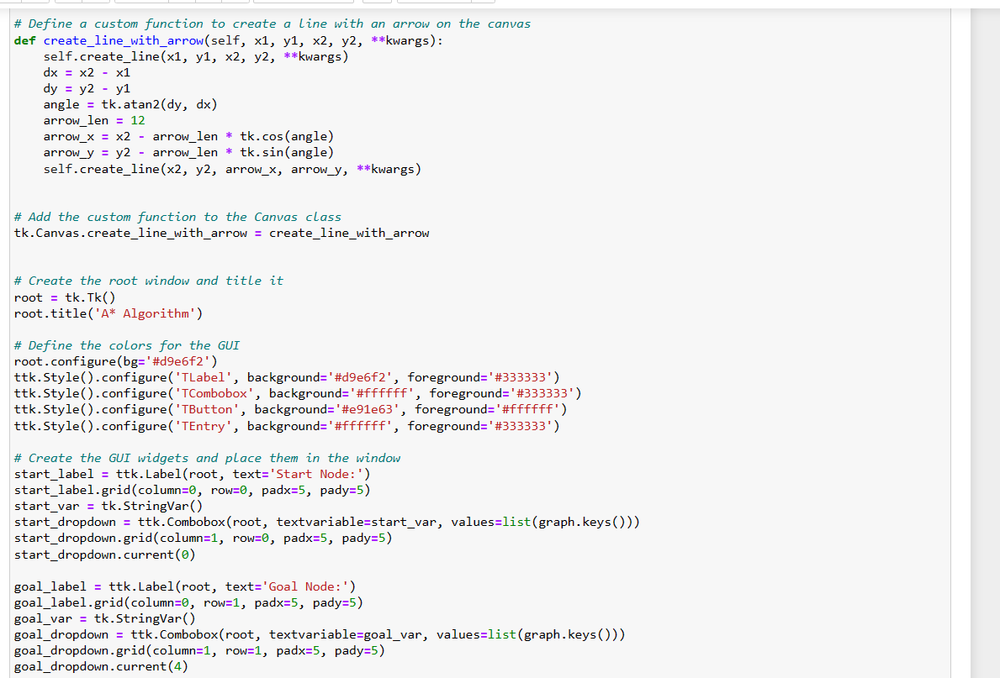 # Define a custom function to create a line with an arrow on the canvas
def create_line_with_arrow(self, x1, y1, x2, y2, **kwargs):
    self.create_line(x1, y1, x2, y2, **kwargs)
    dx = x2 - x1
    dy = y2 - y1
    angle = tk.atan2(dy, dx)
    arrow_len = 12
    arrow_x = x2 - arrow_len * tk.cos(angle)
    arrow_y = y2 - arrow_len * tk.sin(angle)
    self.create_line(x2, y2, arrow_x, arrow_y, **kwargs)
# Add the custom function to the Canvas class
tk.Canvas.create_line_with_arrow = create_line_with_arrow
# Create the root window and title it
root = tk.Tk()
root.title('A* Algorithm')
# Define the colors for the GUI
root.configure(bg='#d9e6f2')
ttk.Style().configure('TLabel', background='#d9e6f2', foreground='#333333')
ttk.Style().configure('TCombobox', background='#ffffff', foreground='#333333')
ttk.Style().configure('TButton', background='#e91e63', foreground='#ffffff')
ttk.Style().configure('TEntry', background='#ffffff', foreground='#333333')
# Create the GUI widgets and place them in the window
start_label = ttk.Label(root, text='Start Node:')
start_label.grid(column=0, row=0, padx=5, pady=5)
start_var = tk.StringVar()
start_dropdown = ttk.Combobox(root, textvariable=start_var, values=list(graph.keys()))
start_dropdown.grid(column=1, row=0, padx=5, pady=5)
start_dropdown.current(0)
goal_label = ttk.Label(root, text='Goal Node:')
goal_label.grid(column=0, row=1, padx=5, pady=5)
goal_var = tk.StringVar()
goal_dropdown = ttk.Combobox(root, textvariable=goal_var, values=list(graph.keys()))
goal_dropdown.grid(column=1, row=1, padx=5, pady=5)
goal_dropdown.current(4)